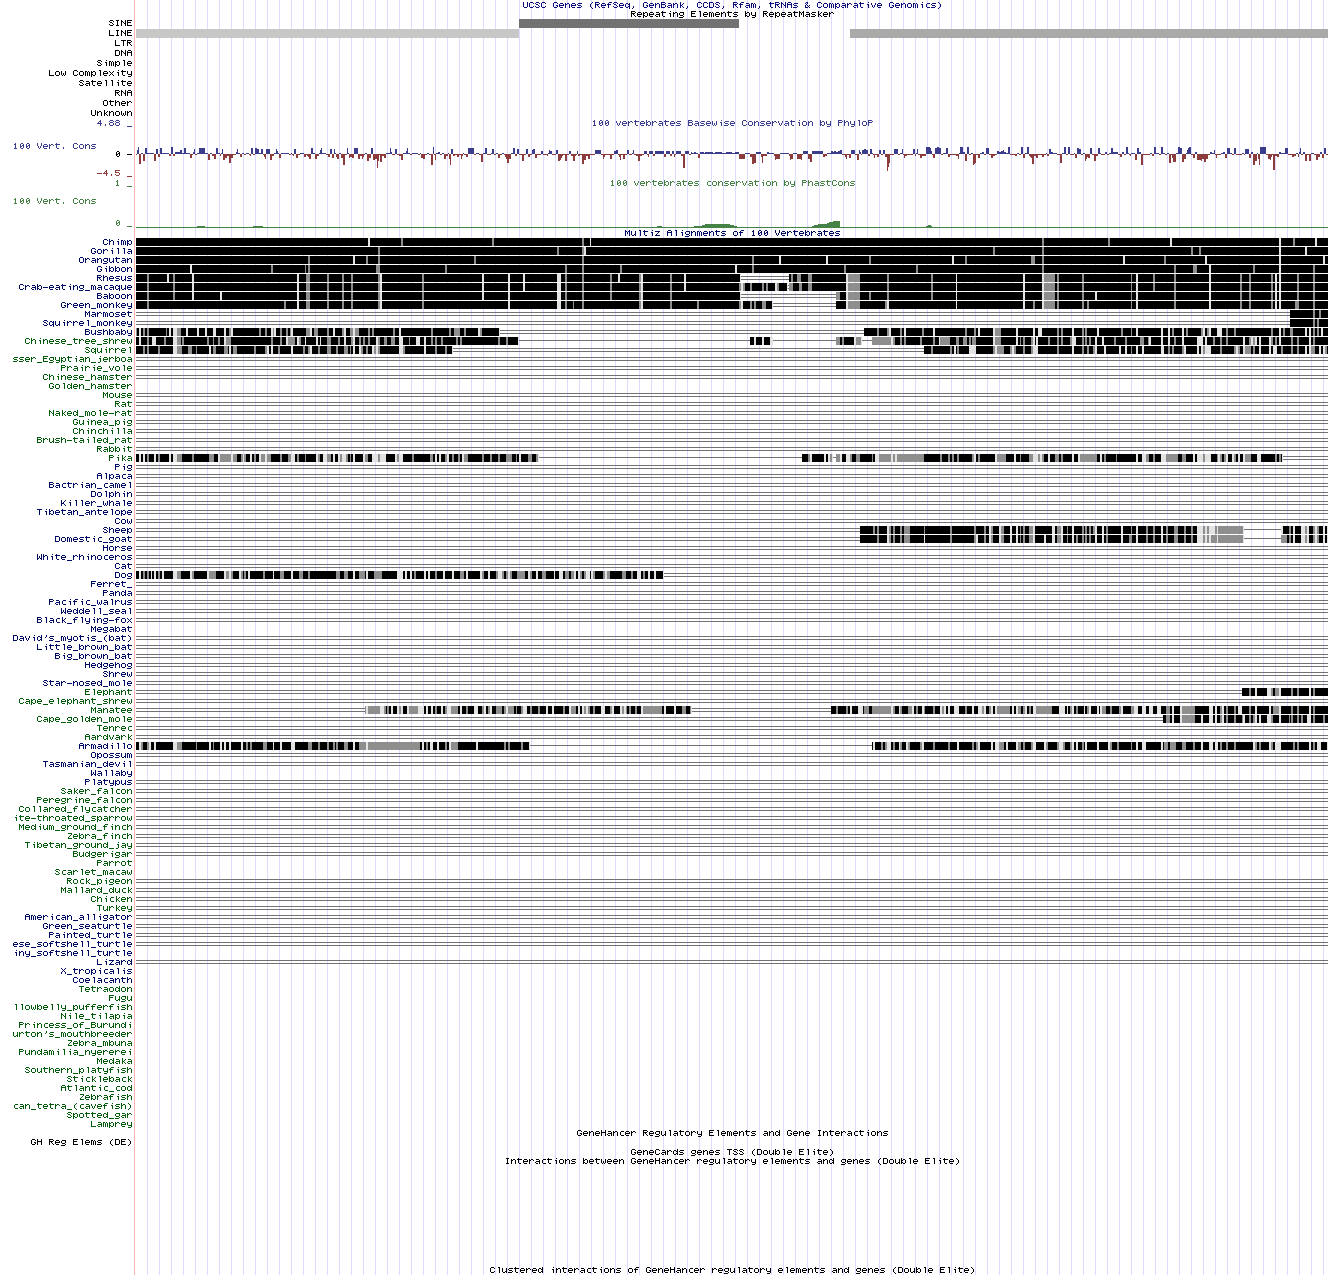 UCSC Genes (RefSeq, GenBank, CCDS, Rfam, tRNAs & Comparative Genomics)
Repeating Elements by RepeatMasker
SINE
LINE
LTR
DNA
Simple
Low Complexity
Satellite
RNA
Other
Unknown
4.88 _
100 vertebrates Basewise Conservation by PhyloP
100 Vert. Cons
0 _
-4.5 _
1 _
100 vertebrates conservation by PhastCons
100 Vert. Cons
0 _
Multiz Alignments of 100 Vertebrates
Chimp
Gorilla
Orangutan
Gibbon
Rhesus
Crab-eating_macaque
Baboon
Green_monkey
Marmoset
Squirrel_monkey
Bushbaby
Chinese_tree_shrew
Squirrel
sser_Egyptian_jerboa
Prairie_vole
Chinese_hamster
Golden_hamster
Mouse
Rat
Naked_mole-rat
Guinea_pig
Chinchilla
Brush-tailed_rat
Rabbit
Pika
Pig
Alpaca
Bactrian_camel
Dolphin
Killer_whale
Tibetan_antelope
Cow
Sheep
Domestic_goat
Horse
White_rhinoceros
Cat
Dog
Ferret_
Panda
Pacific_walrus
Weddell_seal
Black_flying-fox
Megabat
David's_myotis_(bat)
Little_brown_bat
Big_brown_bat
Hedgehog
Shrew
Star-nosed_mole
Elephant
Cape_elephant_shrew
Manatee
Cape_golden_mole
Tenrec
Aardvark
Armadillo
Opossum
Tasmanian_devil
Wallaby
Platypus
Saker_falcon
Peregrine_falcon
Collared_flycatcher
ite-throated_sparrow
Medium_ground_finch
Zebra_finch
Tibetan_ground_jay
Budgerigar
Parrot
Scarlet_macaw
Rock_pigeon
Mallard_duck
Chicken
Turkey
American_alligator
Green_seaturtle
Painted_turtle
ese_softshell_turtle
iny_softshell_turtle
Lizard
X_tropicalis
Coelacanth
Tetraodon
Fugu
llowbelly_pufferfish
Nile_tilapia
Princess_of_Burundi
urton's_mouthbreeder
Zebra_mbuna
Pundamilia_nyererei
Medaka
Southern_platyfish
Stickleback
Atlantic_cod
Zebrafish
can_tetra_(cavefish)
Spotted_gar
Lamprey
GeneHancer Regulatory Elements and Gene Interactions
GH Reg Elems (DE)
GeneCards genes TSS (Double Elite)
Interactions between GeneHancer regulatory elements and genes (Double Elite)
Clustered interactions of GeneHancer regulatory elements and genes (Double Elite)